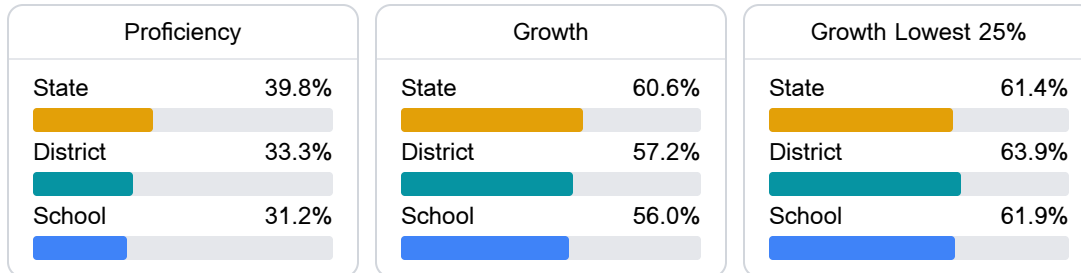 Proficiency
State 39.8%
District 33.3%
School 31.2%
Growth
State 60.6%
District 57.2%
School 56.0%
Growth Lowest 25%
State 61.4%
District 63.9%
School 61.9%